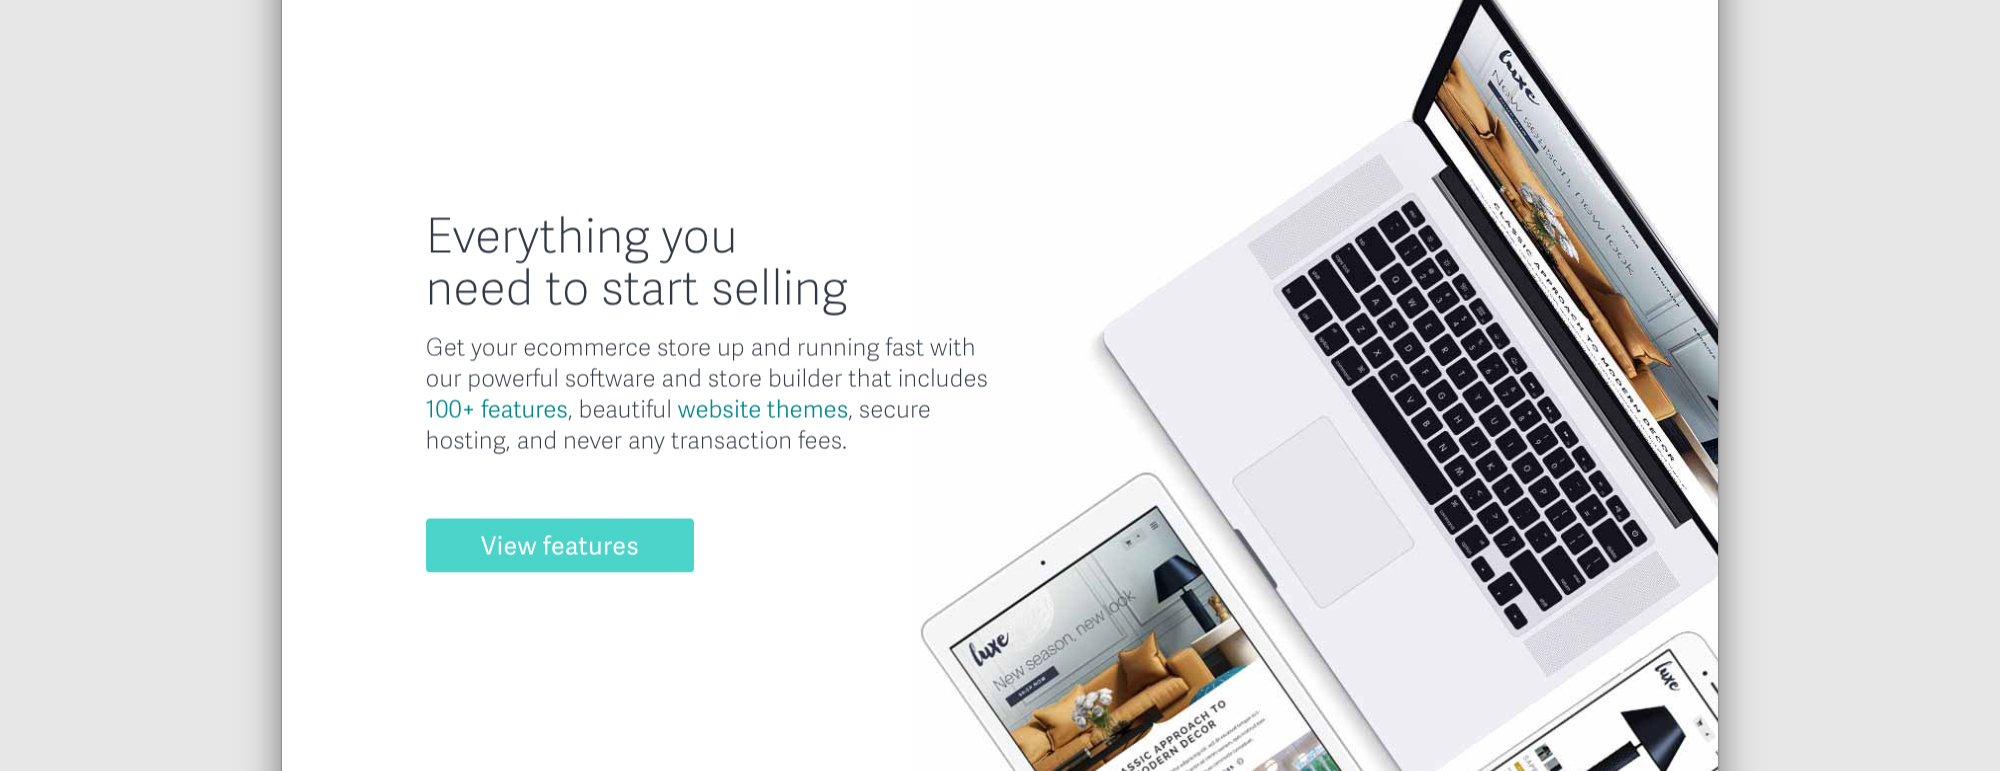 Everything you
need to start selling
Get your ecommerce store up and running fast with
our powerful software and store builder that includes
100+ features, beautiful website themes, secure
hosting, and never any transaction fees.
View features
luxe
New season, new look
CLASSIC APPROACH TO MODERN DECOR
luxe
New season, new look
SHOP NOW
ASSIC APPROACH TO
ODERN DECOR
luxe